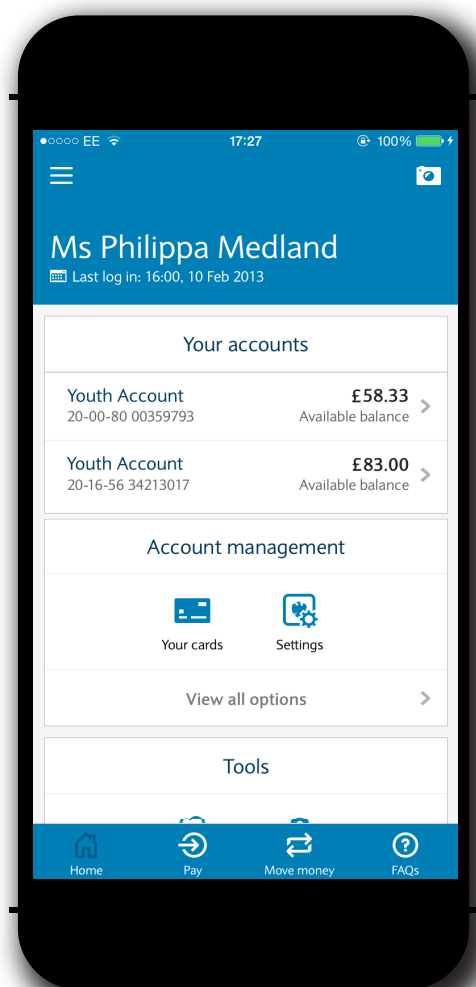 EE 17:27 100%
Ms Philippa Medland
Last log in: 16:00, 10 Feb 2013
Your accounts
Youth Account £58.33
20-00-80 00359793 Available balance
Youth Account £83.00
20-16-56 34213017 Available balance
Account management
Your cards Settings
View all options
Tools
Home Pay Move money FAQs